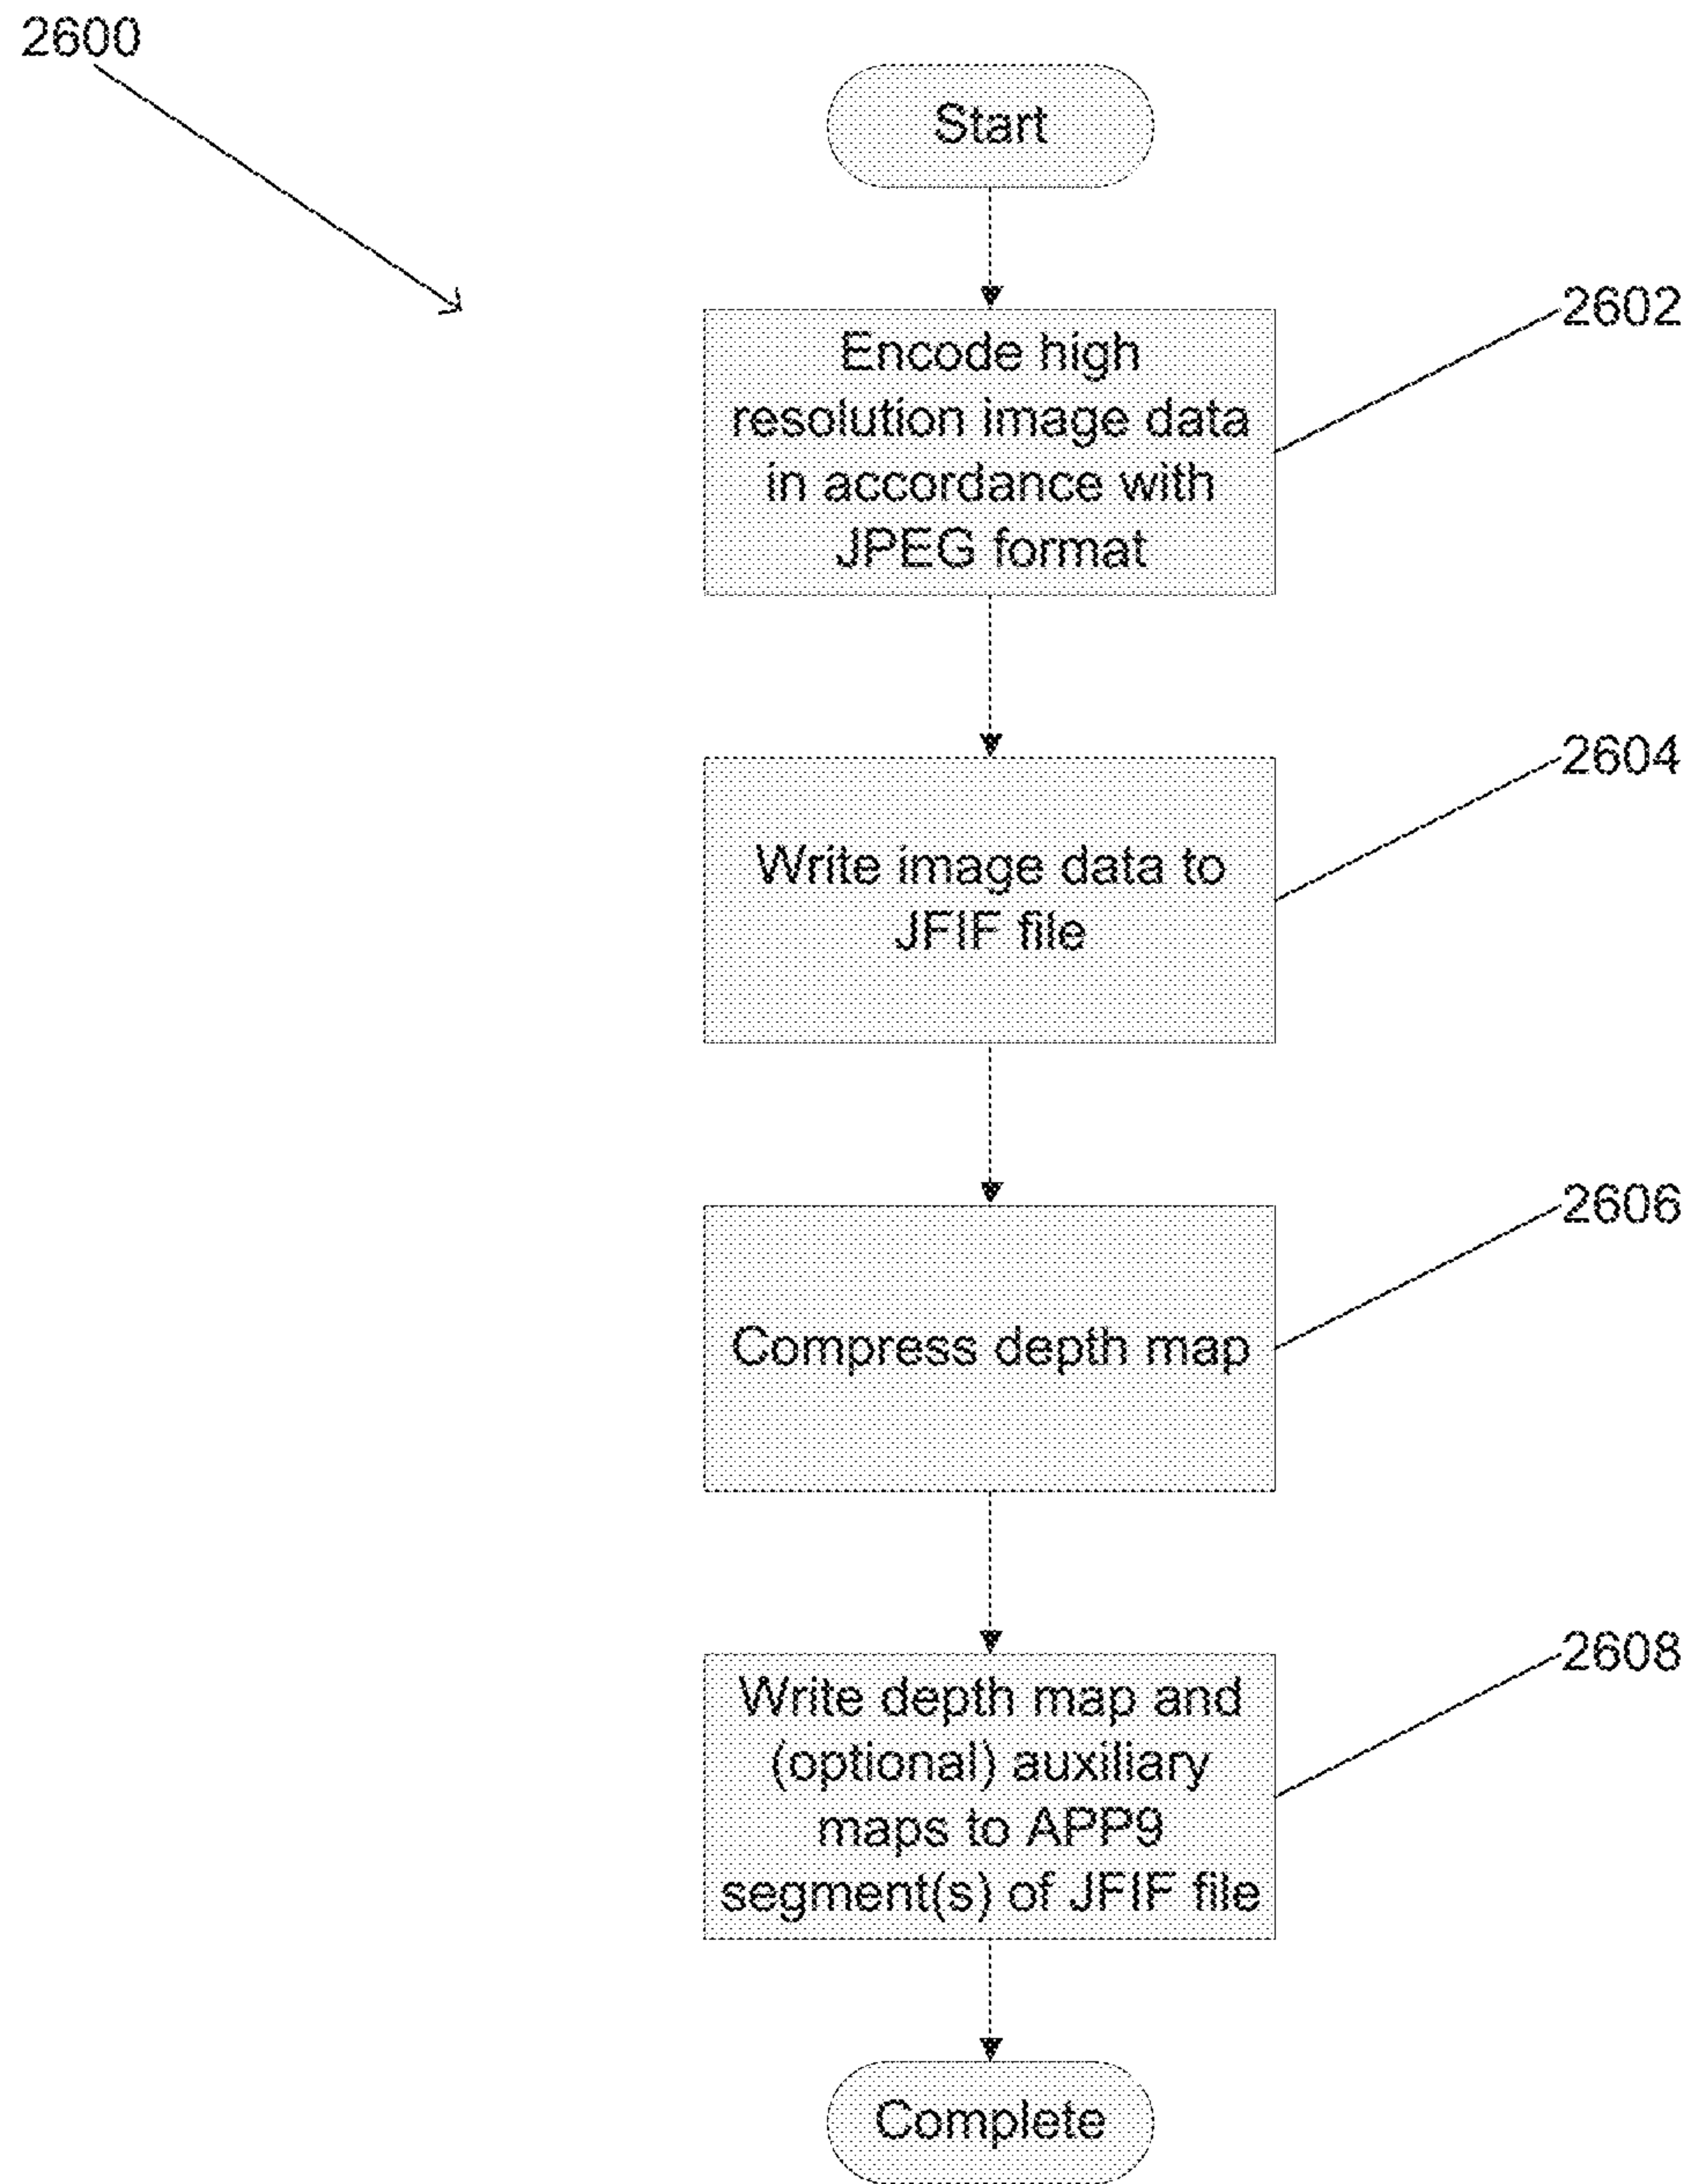 2600
Start
2602
Encode high
resolution image data
in accordance with
JPEG format
2604
Write image data to
JFIF file
2606
Compress depth map
2608
Write depth map and
(optional) auxiliary
maps to APP9
segment(s) of JFIF file
Complete